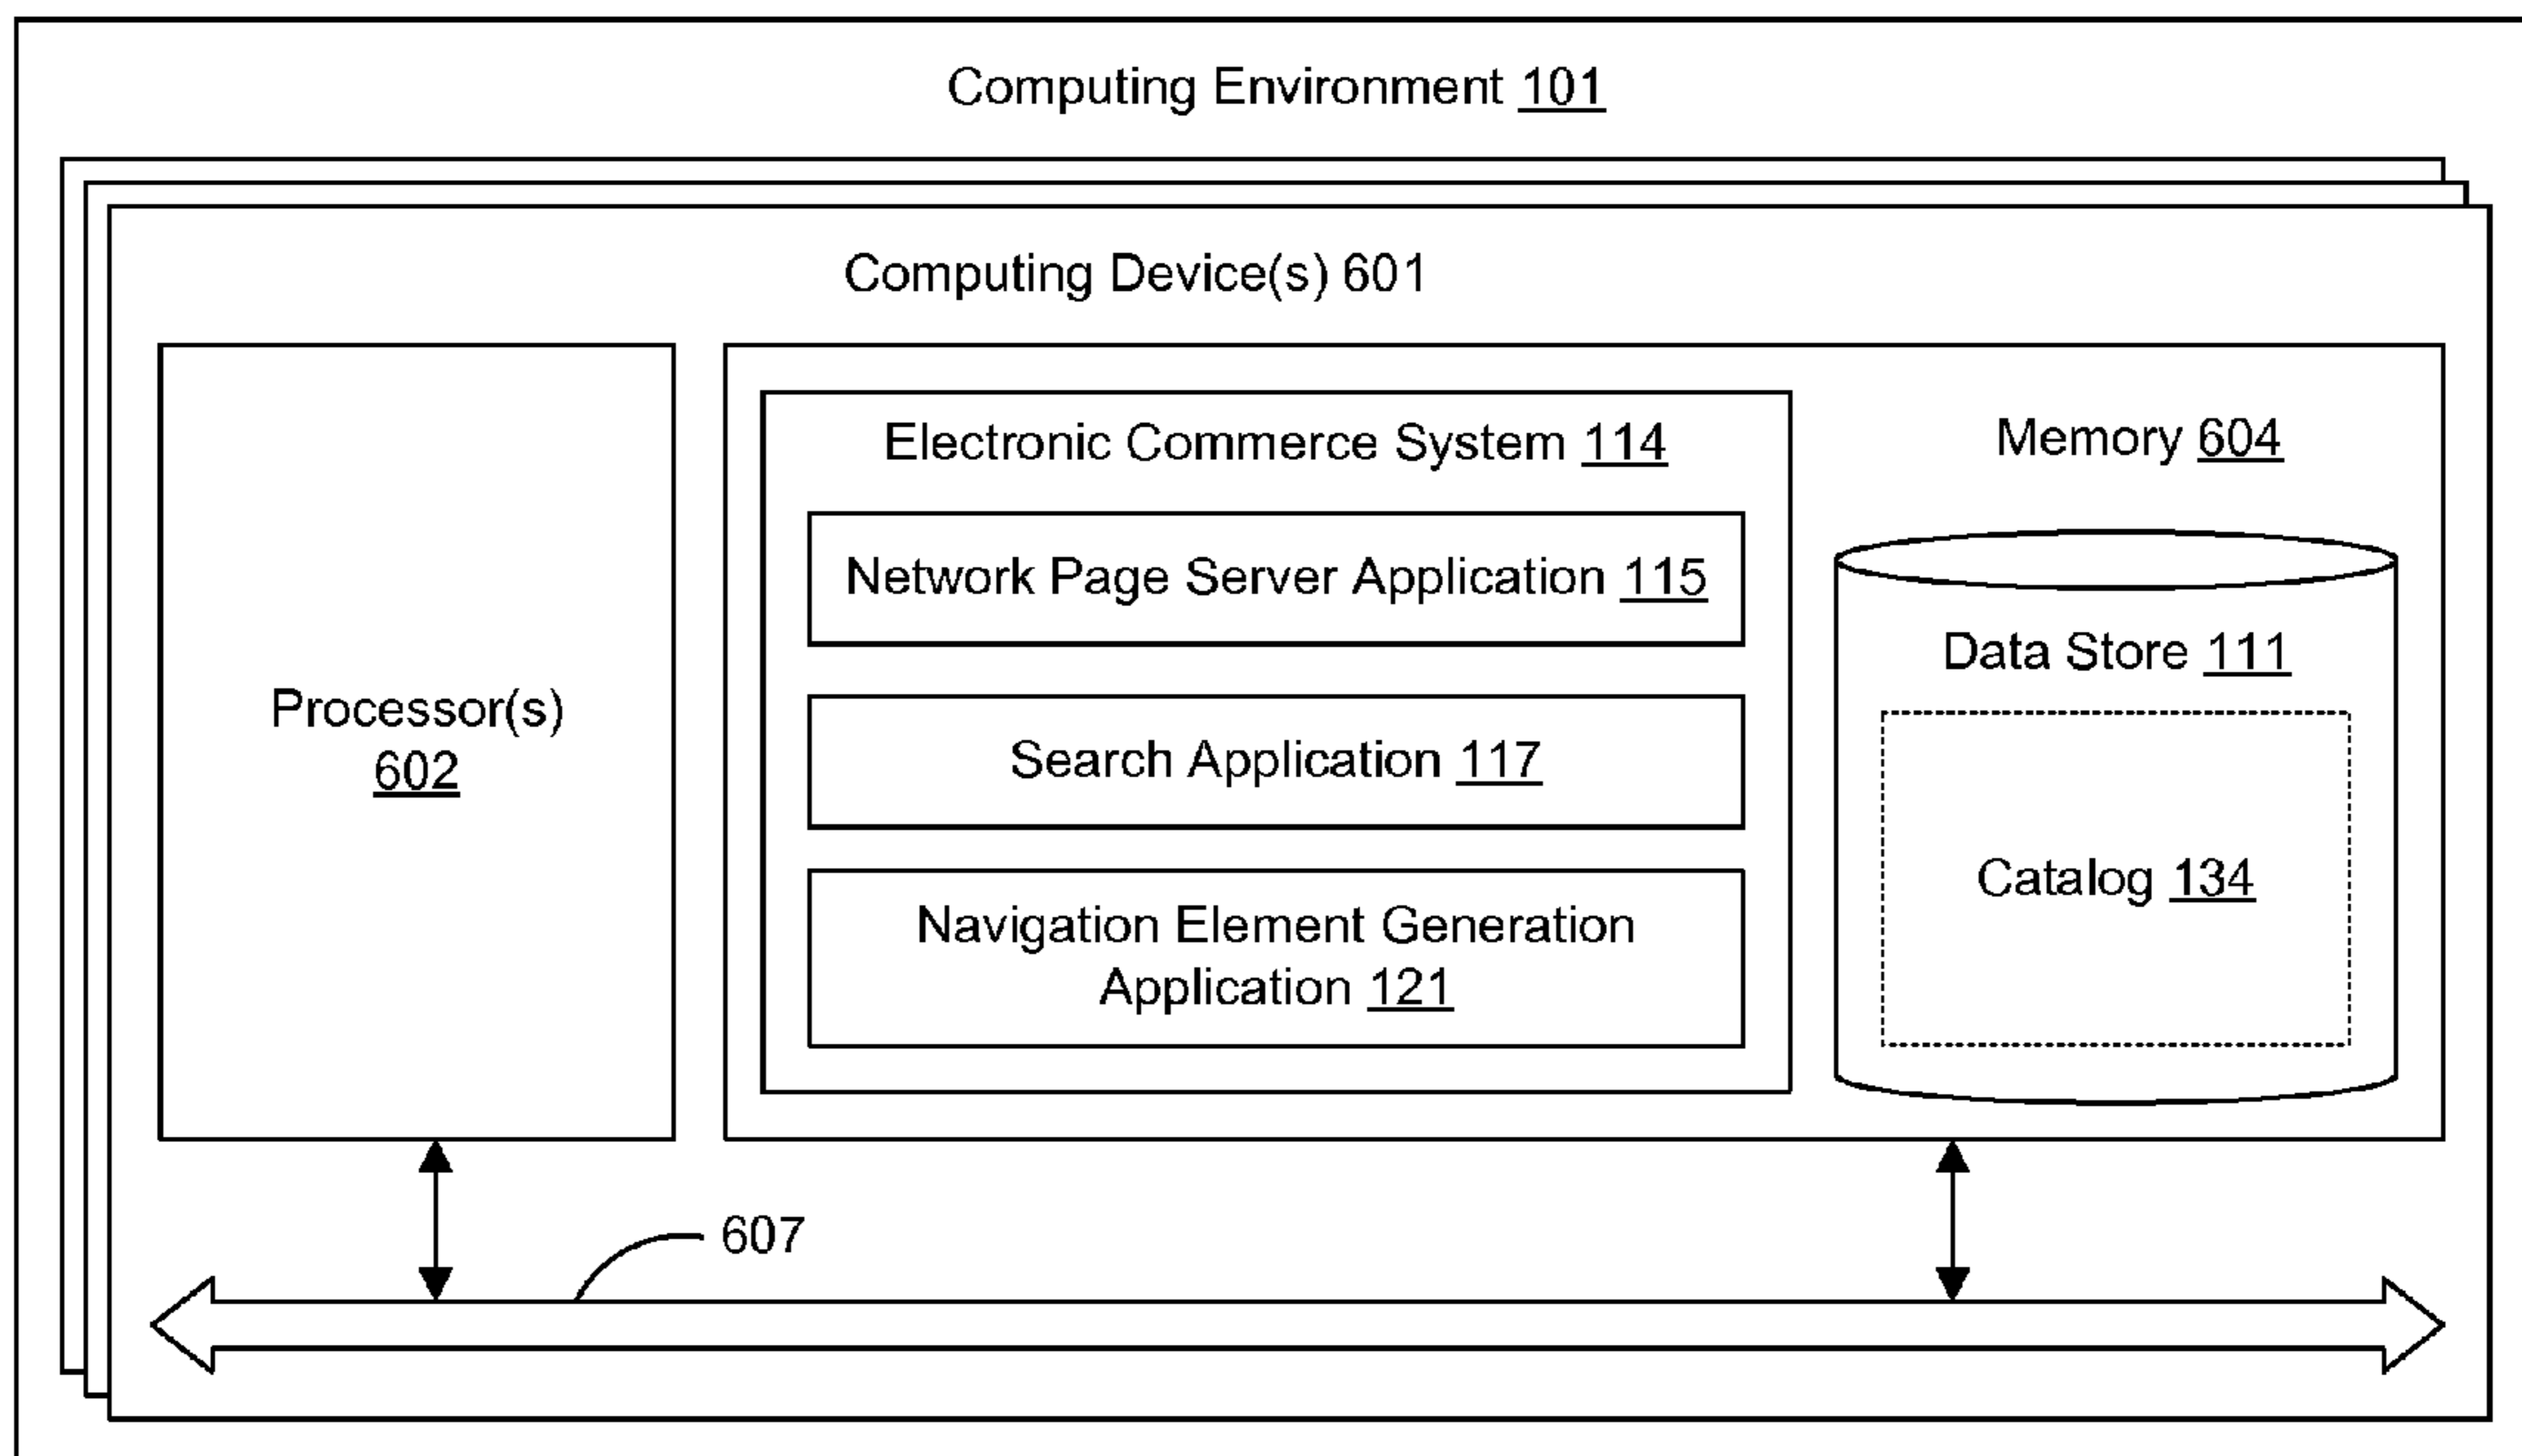 Computing Environment 101
Computing Device(s) 601
Processor(s)
602
Electronic Commerce System 114
Network Page Server Application 115
Search Application 117
Navigation Element Generation
Application 121
Memory 604
Data Store 111
Catalog 134
607